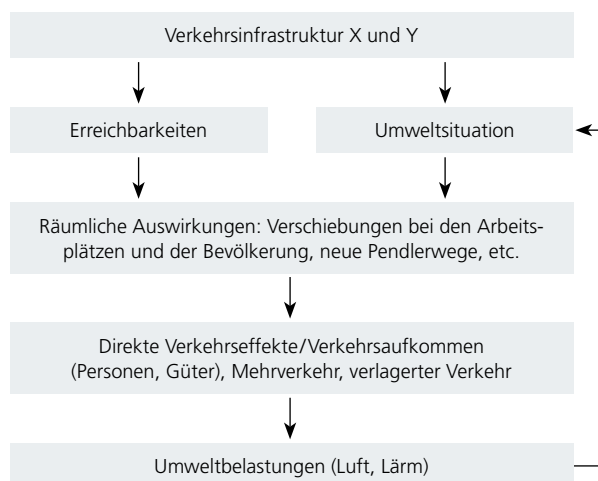 Verkehrsinfrastruktur X und Y
Erreichbarkeiten
Umweltsituation
Räumliche Auswirkungen: Verschiebungen bei den Arbeits-
plätzen und der Bevölkerung, neue Pendlerwege, etc.
Direkte Verkehrseffekte/Verkehrsaufkommen
(Personen, Güter), Mehrverkehr, verlagerter Verkehr
Umweltbelastungen (Luft, Lärm)